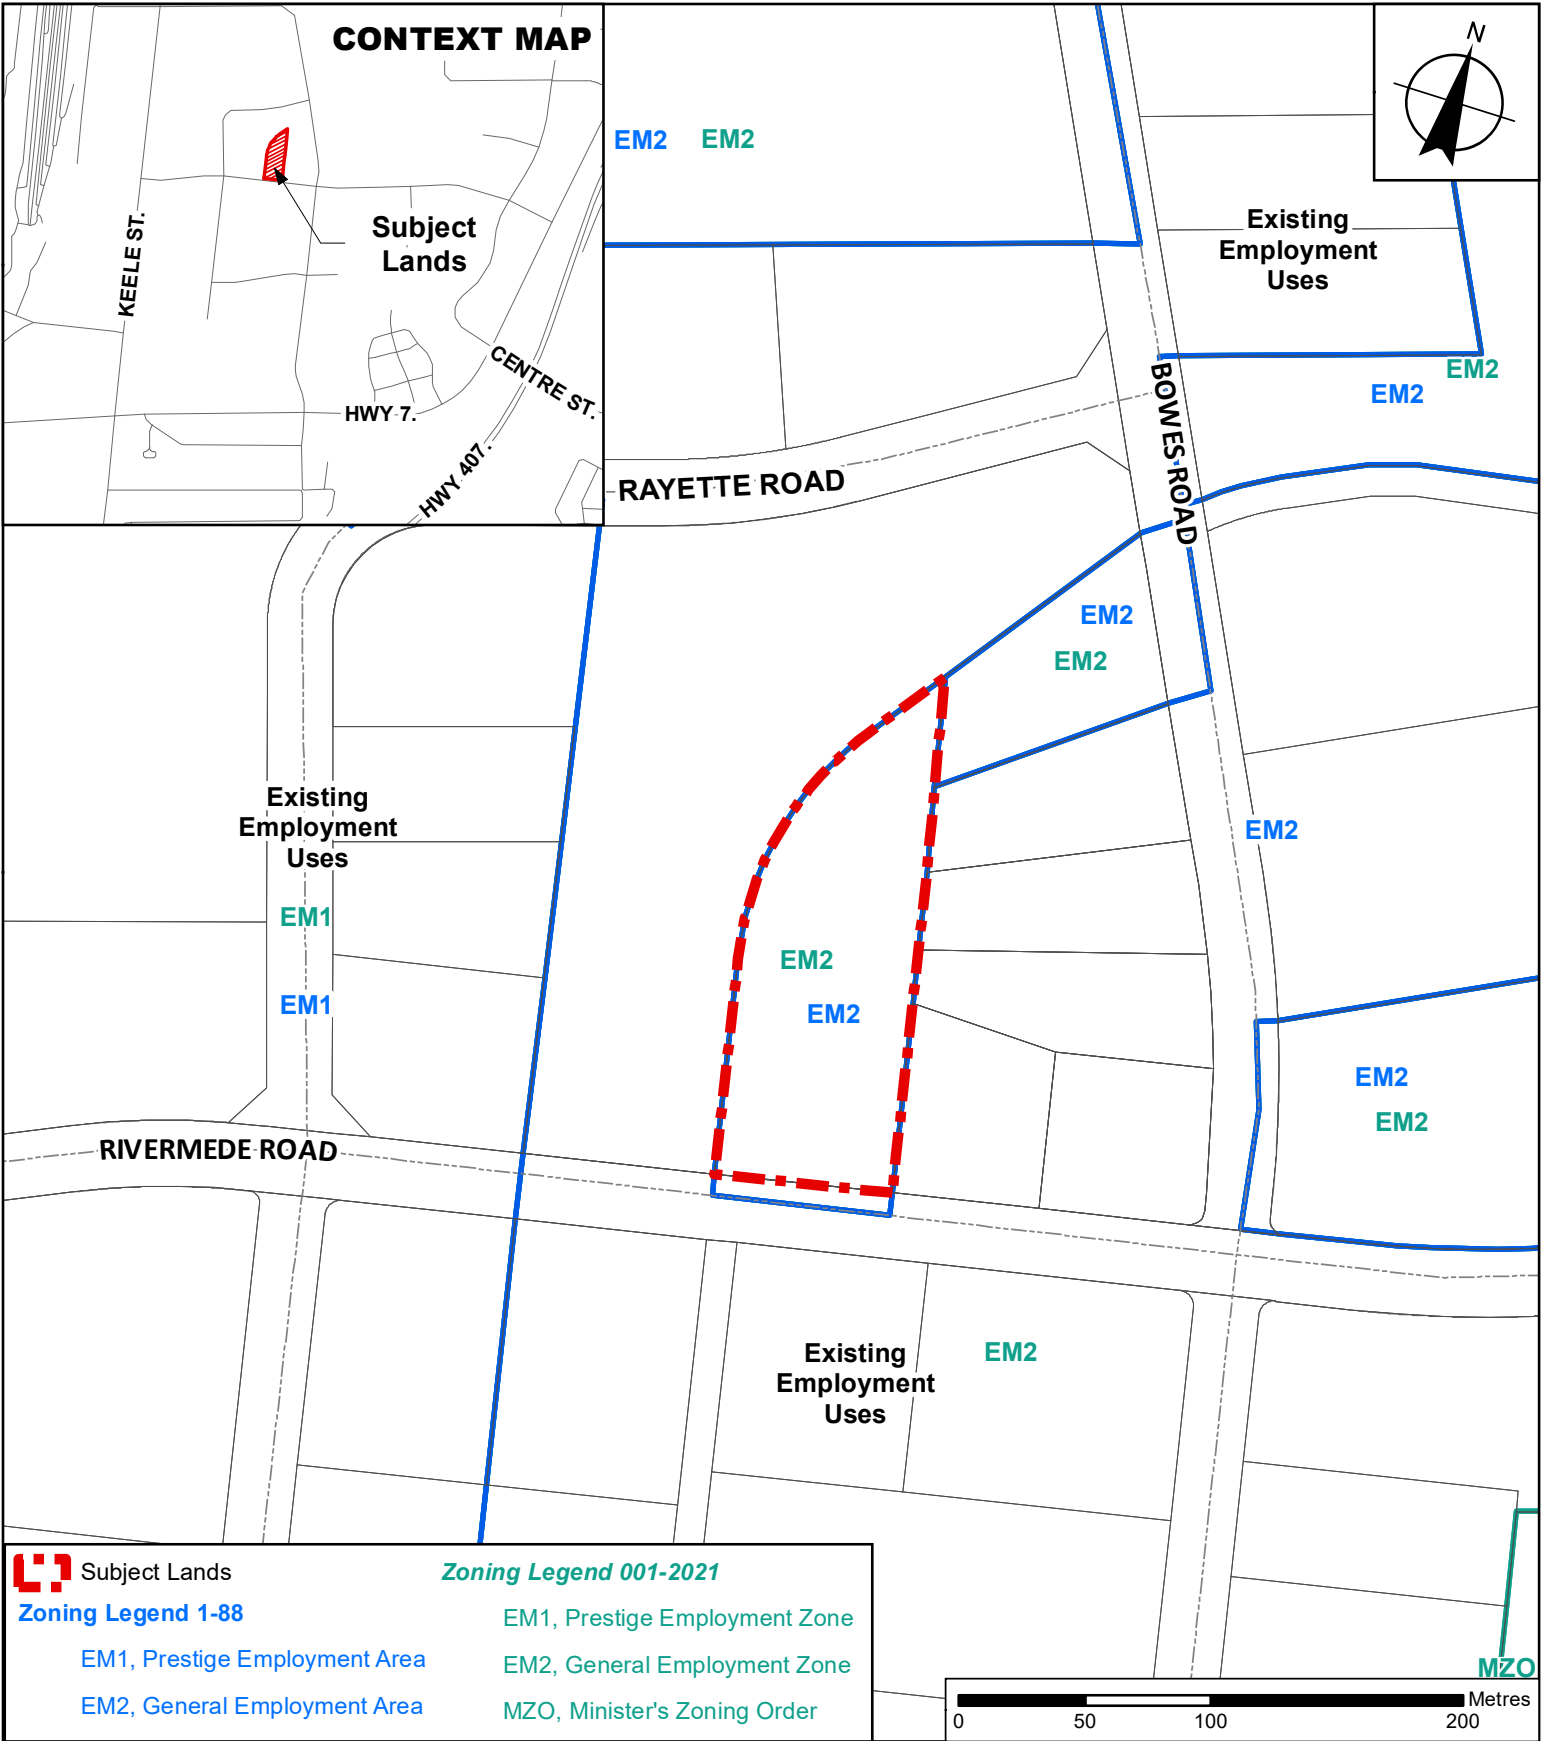 CONTEXT MAP
Subject
Lands
KEELE ST.
CENTRE ST.
HWY 7.
HWY 407.
N
EM2
EM2
Existing
Employment
Uses
EM2
EM2
BOWES ROAD
RAYETTE ROAD
EM2
EM2
Existing
Employment
Uses
EM1
EM1
EM2
EM2
EM2
EM2
EM2
RIVERMEDE ROAD
Existing
Employment
Uses
EM2
MZO
Subject Lands
Zoning Legend 1-88
EM1, Prestige Employment Area
EM2, General Employment Area
Zoning Legend 001-2021
EM1, Prestige Employment Zone
EM2, General Employment Zone
MZO, Minister's Zoning Order
Metres
0 50 100 200